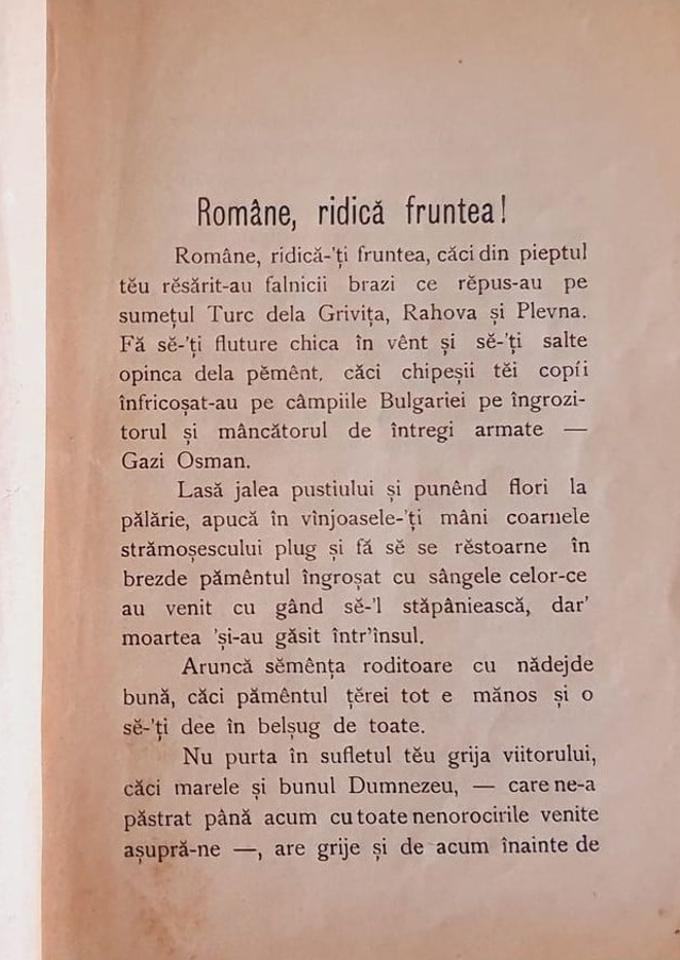 Române, ridică fruntea!
Române, ridică-'ți fruntea, căci din pieptul
tĕu rĕsărit-au falnicii brazi ce rĕpus-au pe
sumețul Turc dela Grivița, Rahova și Plevna.
Fă sĕ-'ți fluture chica în vênt și sĕ-'ți salte
opinca dela pĕmênt, căci chipeșii tĕi copíi
înfricoșat-au pe câmpiile Bulgariei pe îngrozi-
torul și mâncătorul de întregi armate —
Gazi Osman.
Lasă jalea pustiului și punênd flori la
pălărie, apucă în vînjoasele-'ți mâni coarnele
strămoșescului plug și fă sĕ se rĕstoarne în
brezde pământul îngroșat cu sângele celor-ce
au venit cu gând sĕ-'l stăpâniească, dar'
moartea 'și-au găsit într'însul.
Aruncă sĕmênța roditoare cu nădejde
bună, căci pămêntul țĕrei tot e mănos și o
sĕ-'ți dee în belșug de toate.
Nu purta în sufletul tĕu grija viitorului,
căci marele și bunul Dumnezeu, — care ne-a
păstrat până acum cu toate nenorocirile venite
așupră-ne —, are grije și de acum înainte de